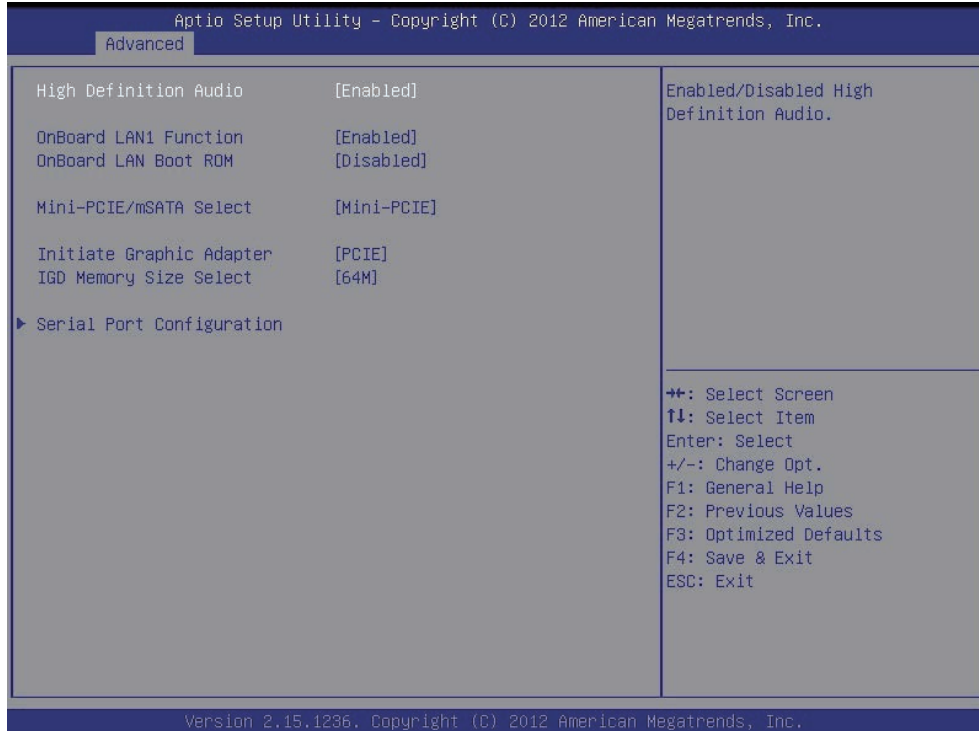 Aptio Setup Utility – Copyright (C) 2012 American Megatrends, Inc.
Advanced
High Definition Audio [Enabled]
OnBoard LAN1 Function [Enabled]
OnBoard LAN Boot ROM [Disabled]
Mini-PCIE/mSATA Select [Mini-PCIE]
Initiate Graphic Adapter [PCIE]
IGD Memory Size Select [64M]
▶ Serial Port Configuration
Enabled/Disabled High
Definition Audio.
→←: Select Screen
↑↓: Select Item
Enter: Select
+/-: Change Opt.
F1: General Help
F2: Previous Values
F3: Optimized Defaults
F4: Save & Exit
ESC: Exit
Version 2.15.1236. Copyright (C) 2012 American Megatrends, Inc.